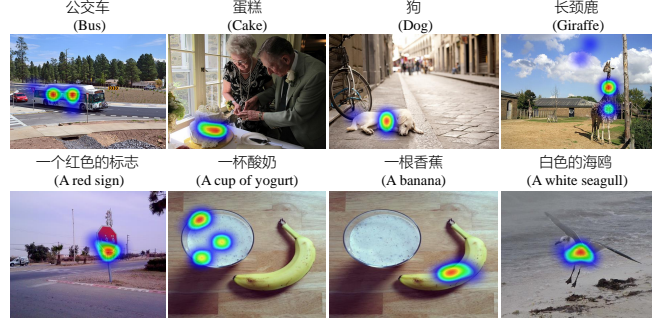 公交车
(Bus)
蛋糕
(Cake)
狗
(Dog)
长颈鹿
(Giraffe)
一个红色的标志
(A red sign)
一杯酸奶
(A cup of yogurt)
一根香蕉
(A banana)
白色的海鸥
(A white seagull)